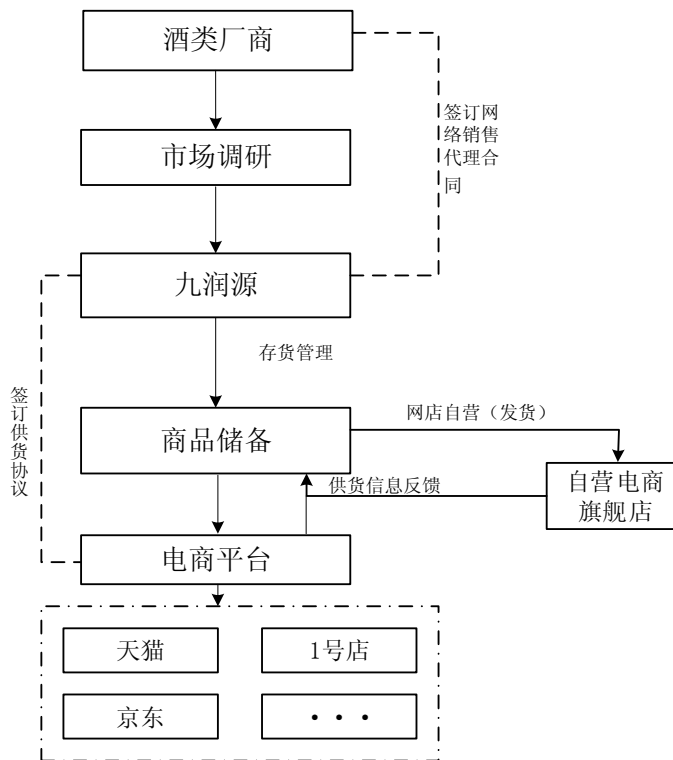 酒类厂商
签订网
络销售
代理合
同
市场调研
九润源
存货管理
签订供货协议
网店自营（发货）
商品储备
供货信息反馈
自营电商
旗舰店
电商平台
天猫
1号店
京东
···